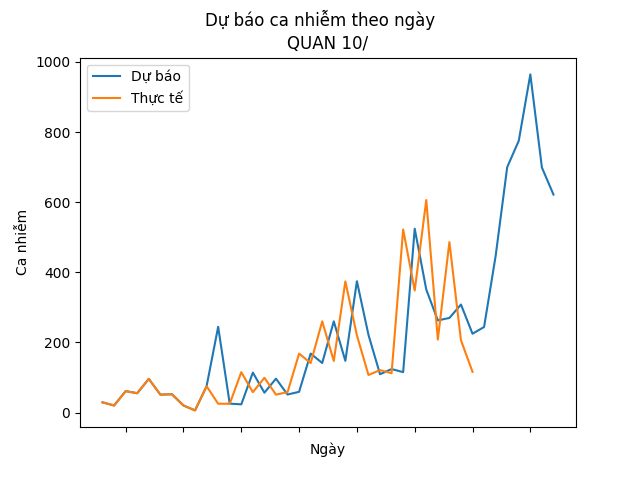 Dự báo ca nhiễm theo ngày
QUAN 10/
Dự báo
Thực tế
1000
800
600
400
200
0
Ca nhiễm
Ngày